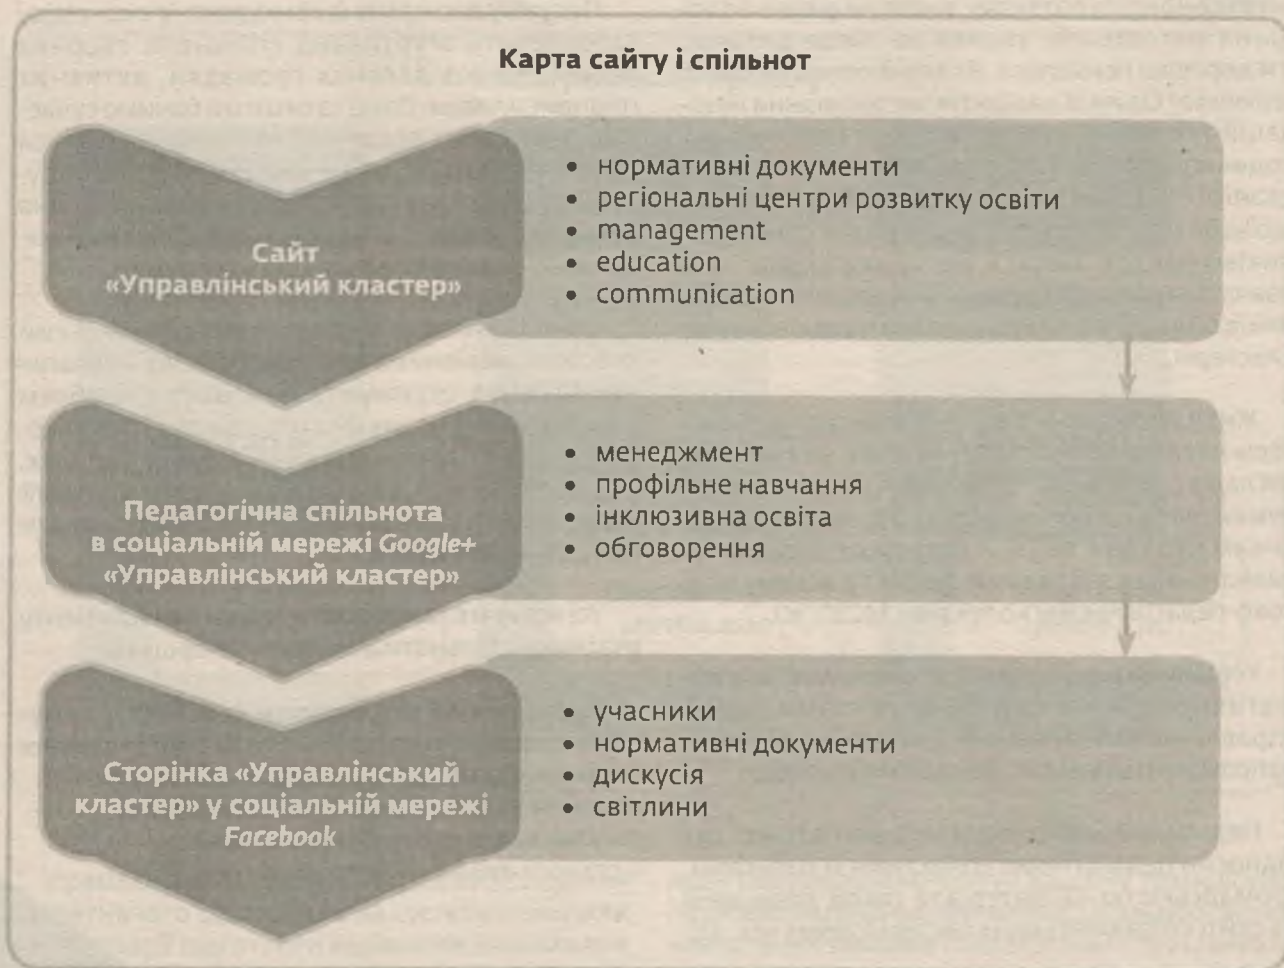 Карта сайту і спільнот
Сайт
«Управлінський кластер»
• нормативні документи
• регіональні центри розвитку освіти
• management
• education
• communication
Педагогічна спільнота
в соціальній мережі Google+
«Управлінський кластер»
• менеджмент
• профільне навчання
• інклюзивна освіта
• обговорення
Сторінка «Управлінський
кластер» у соціальній мережі
Facebook
• учасники
• нормативні документи
• дискусія
• світлини